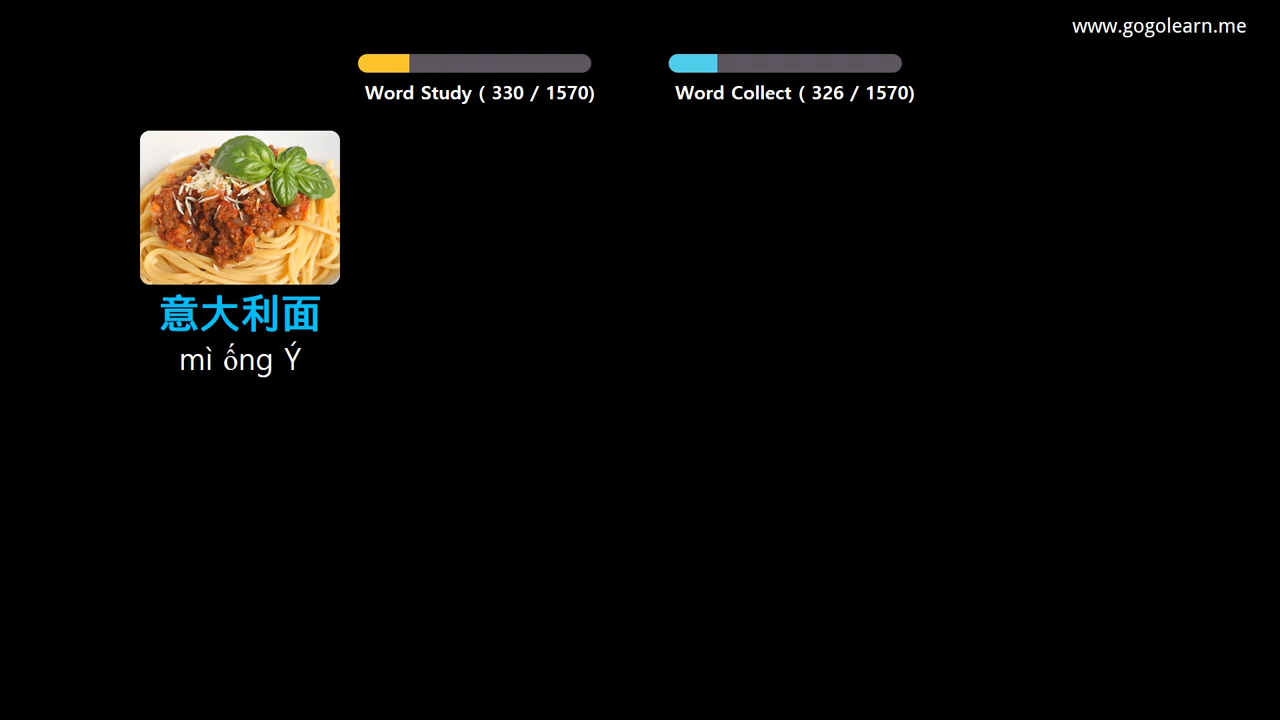 www.gogolearn.me
Word Study ( 330 / 1570)
Word Collect ( 326 / 1570)
意大利面
mì ống Ý